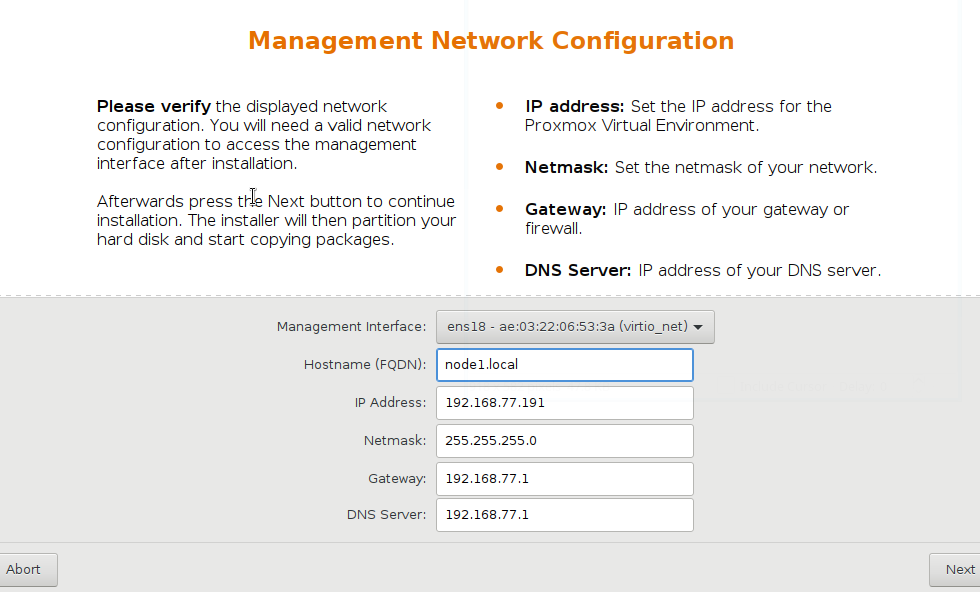 Management Network Configuration
Please verify the displayed network
configuration. You will need a valid network
configuration to access the management
interface after installation.
Afterwards press the Next button to continue
installation. The installer will then partition your
hard disk and start copying packages.
IP address: Set the IP address for the
Proxmox Virtual Environment.
Netmask: Set the netmask of your network.
Gateway: IP address of your gateway or
firewall.
DNS Server: IP address of your DNS server.
Management Interface: ens18 - ae:03:22:06:53:3a (virtio_net)
Hostname (FQDN): node1.local
IP Address: 192.168.77.191
Netmask: 255.255.255.0
Gateway: 192.168.77.1
DNS Server: 192.168.77.1
Abort Next